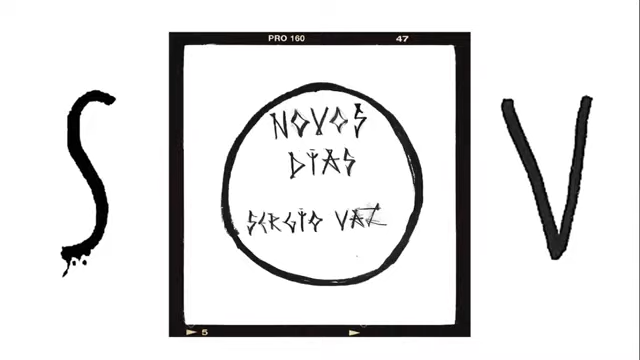 PRO 160 47
S
NOVOS
DIAS
SERGIO VAZ
V
5